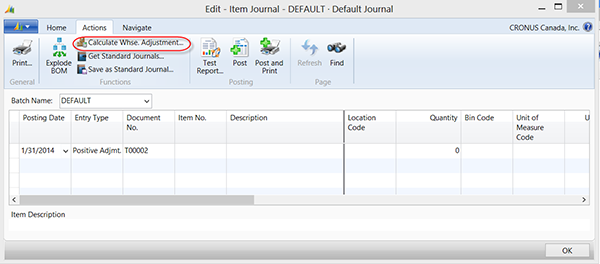 Edit - Item Journal - DEFAULT · Default Journal
Home Actions Navigate CRONUS Canada, Inc.
Print...
Explode BOM
Calculate Whse. Adjustment...
Get Standard Journals...
Save as Standard Journal...
Test Report...
Post
Post and Print
Refresh
Find
General Functions Posting Page
Batch Name: DEFAULT
Posting Date Entry Type Document No. Item No. Description Location Code Quantity Bin Code Unit of Measure Code U
1/31/2014 Positive Adjmt. T00002 0
Item Description
OK